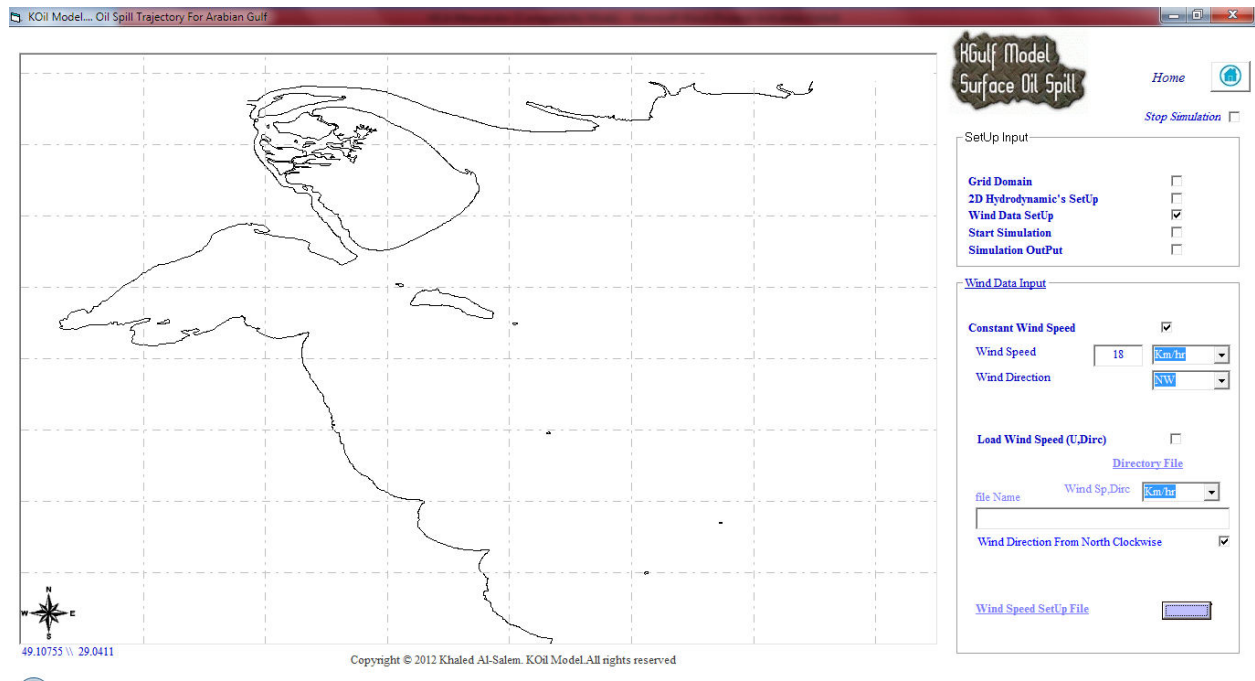 KOil Model.... Oil Spill Trajectory For Arabian Gulf
KGulf Model
Surface Oil Spill
Home
Stop Simulation
SetUp Input
Grid Domain
2D Hydrodynamic's SetUp
Wind Data SetUp
Start Simulation
Simulation OutPut
Wind Data Input
Constant Wind Speed
Wind Speed 18 Km/hr
Wind Direction NW
Load Wind Speed (U,Dirc)
Directory File
file Name Wind Sp,Dirc Km/hr
Wind Direction From North Clockwise
Wind Speed SetUp File
N
W E
S
49.10755 \\ 29.0411
Copyright © 2012 Khaled Al-Salem. KOil Model.All rights reserved